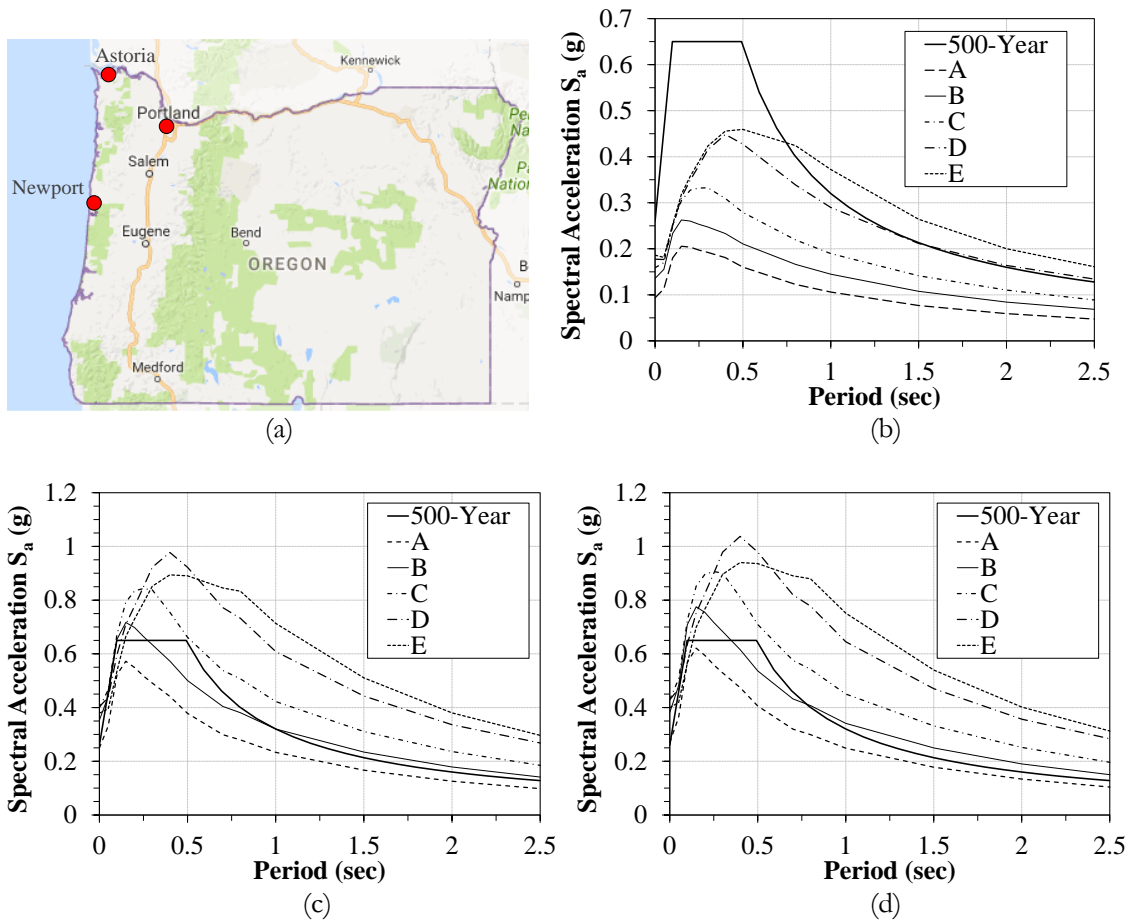 Astoria
Kennewick
Portland
Pe
Natio
Salem
Newport
P
Nation
Eugene
Bend
OREGON
B
Namp
Medford
(a)
Spectral Acceleration Sa (g)
0.7
0.6
0.5
0.4
0.3
0.2
0.1
0
500-Year
A
B
C
D
E
0 0.5 1 1.5 2 2.5
Period (sec)
(b)
Spectral Acceleration Sa (g)
1.2
1
0.8
0.6
0.4
0.2
0
500-Year
A
B
C
D
E
0 0.5 1 1.5 2 2.5
Period (sec)
(c)
Spectral Acceleration Sa (g)
1.2
1
0.8
0.6
0.4
0.2
0
500-Year
A
B
C
D
E
0 0.5 1 1.5 2 2.5
Period (sec)
(d)